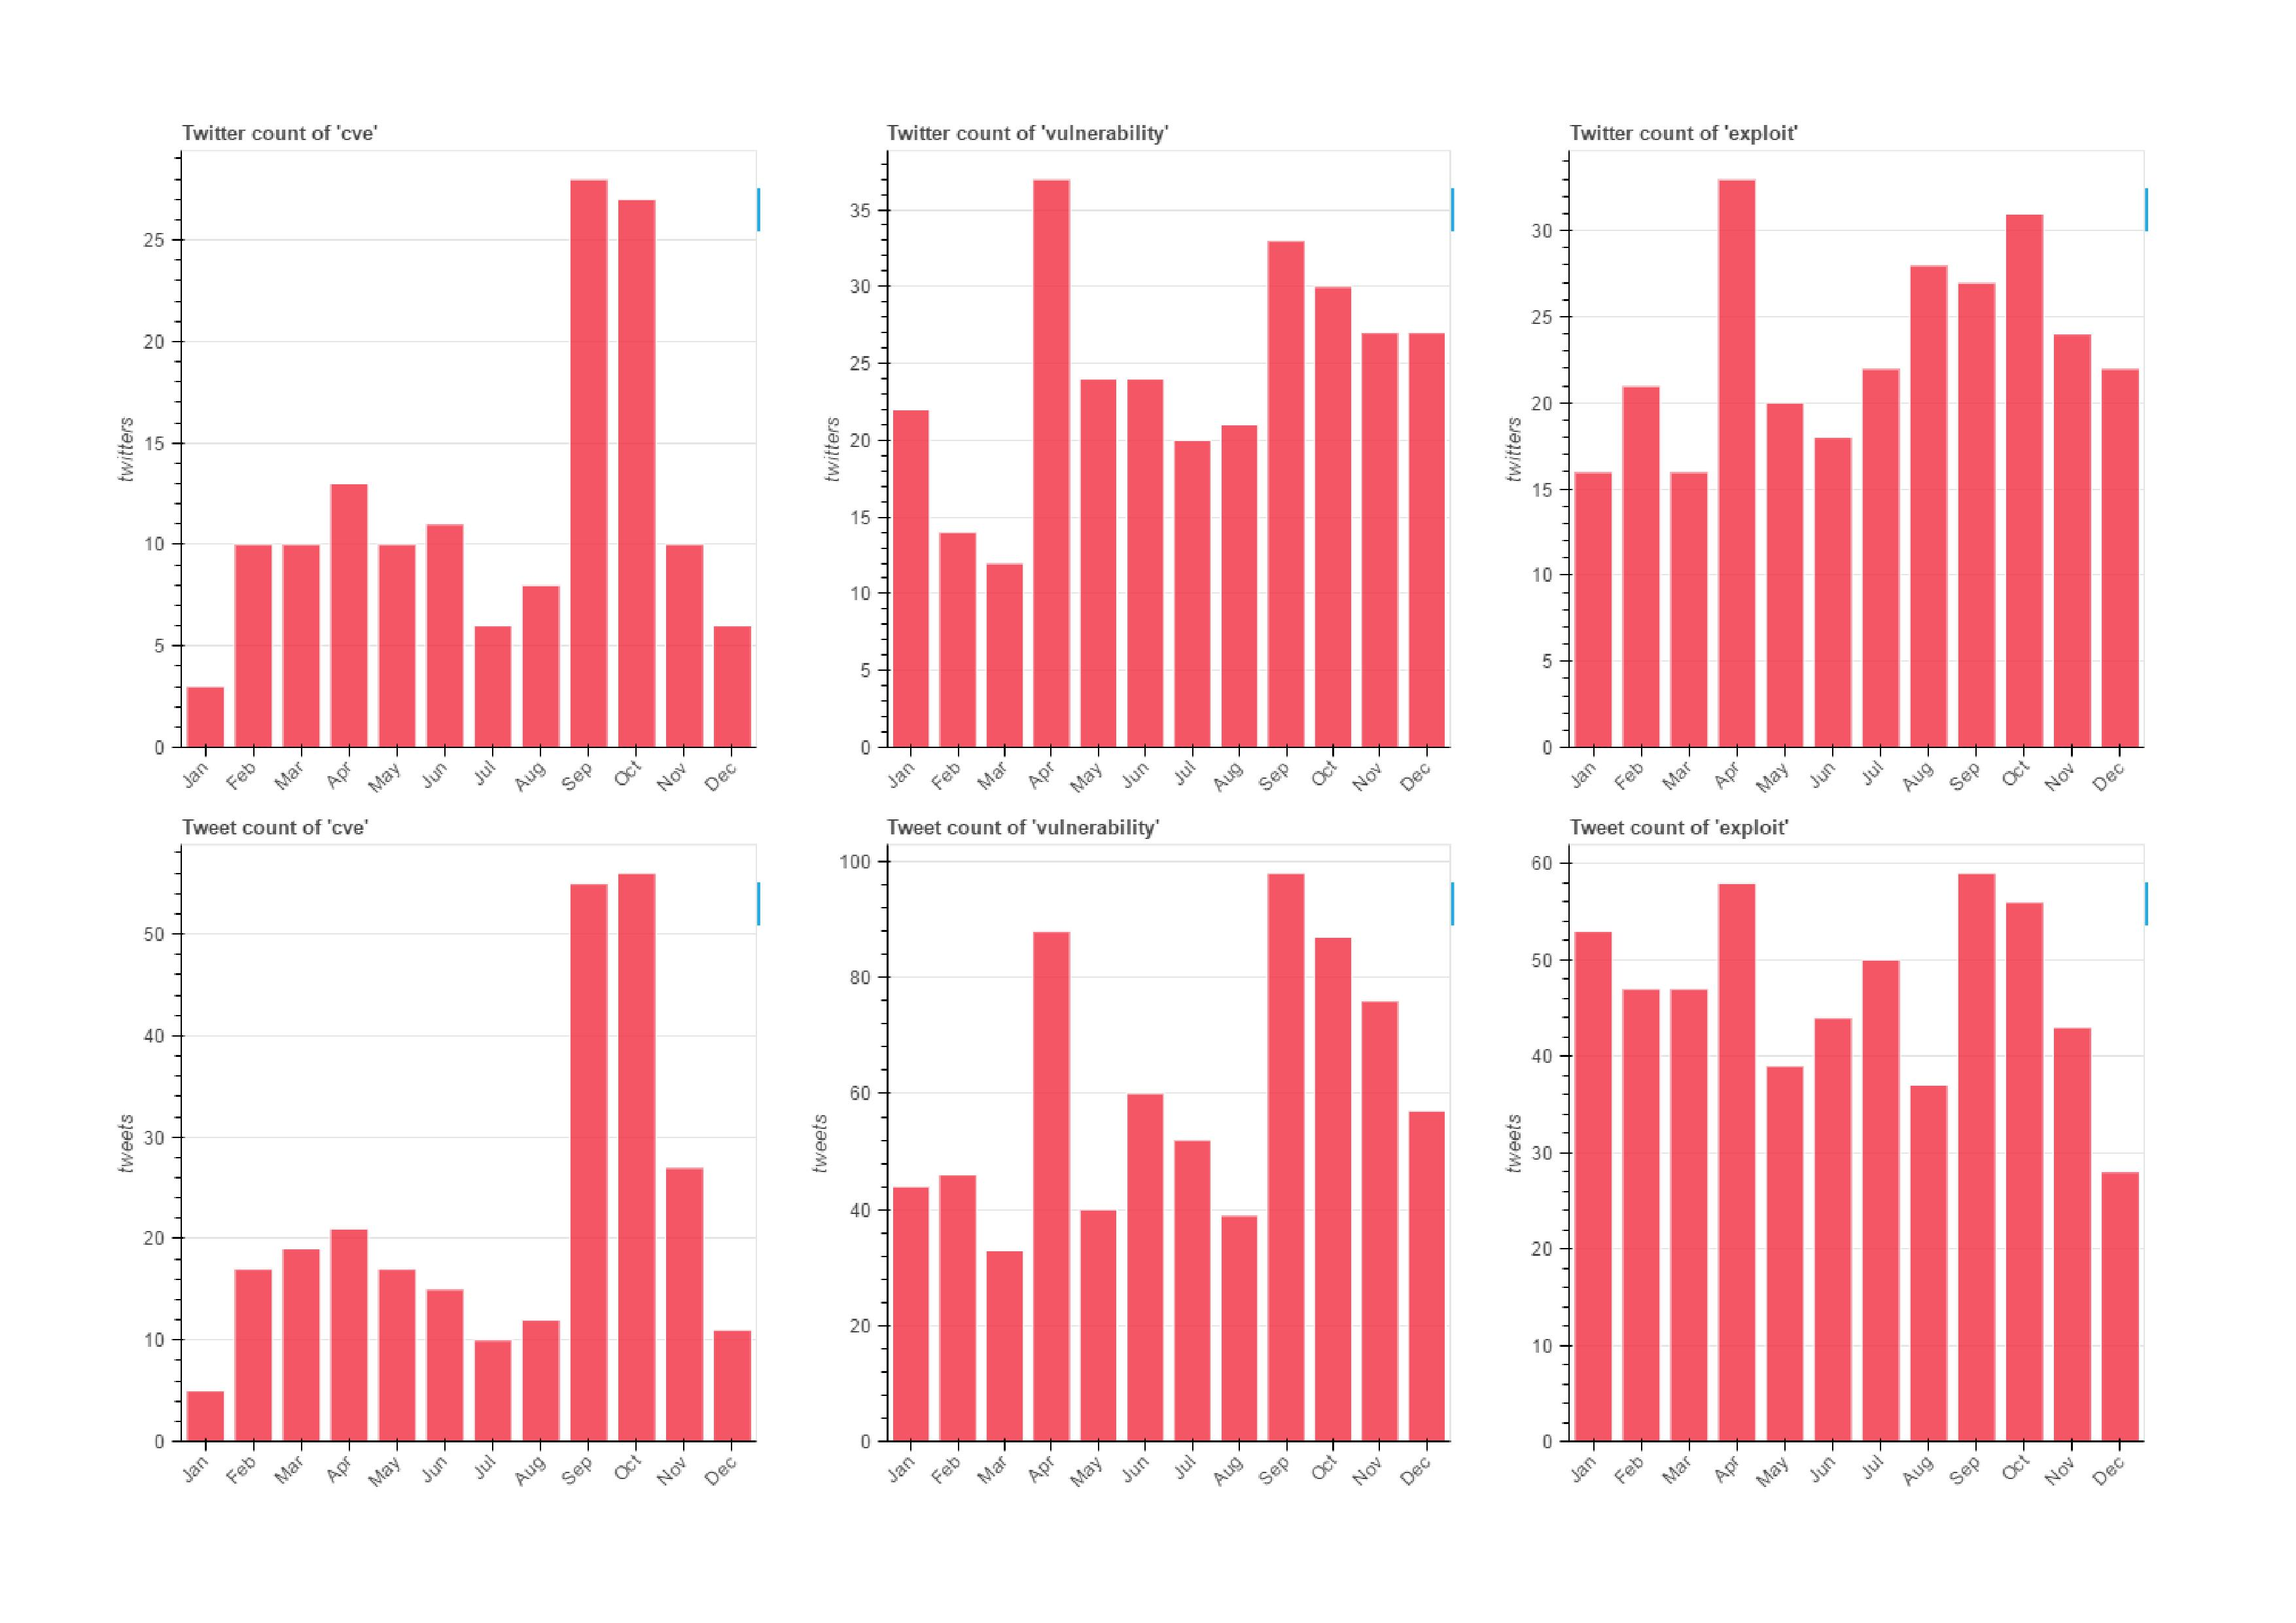 Twitter count of 'cve'
25
20
15
10
5
0
twitters
Jan Feb Mar Apr May Jun Jul Aug Sep Oct Nov Dec
Twitter count of 'vulnerability'
35
30
25
20
15
10
5
0
twitters
Jan Feb Mar Apr May Jun Jul Aug Sep Oct Nov Dec
Twitter count of 'exploit'
30
25
20
15
10
5
0
twitters
Jan Feb Mar Apr May Jun Jul Aug Sep Oct Nov Dec
Tweet count of 'cve'
50
40
30
20
10
0
tweets
Jan Feb Mar Apr May Jun Jul Aug Sep Oct Nov Dec
Tweet count of 'vulnerability'
100
80
60
40
20
0
tweets
Jan Feb Mar Apr May Jun Jul Aug Sep Oct Nov Dec
Tweet count of 'exploit'
60
50
40
30
20
10
0
tweets
Jan Feb Mar Apr May Jun Jul Aug Sep Oct Nov Dec